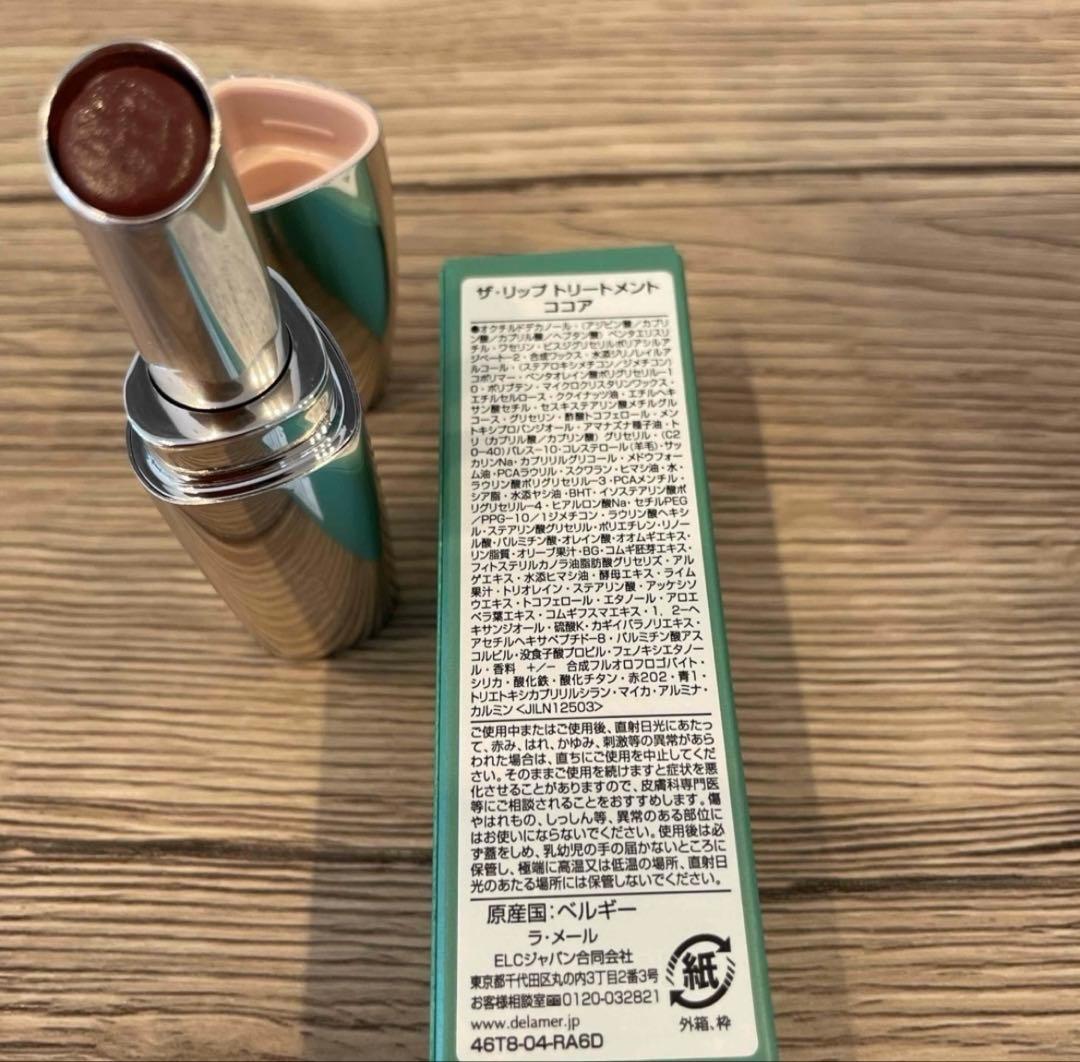 ザ・リップ トリートメント
ココア
●オクチルドデカノール・(アジピン酸/カプリ
ン酸/カプリル酸/ヘプタン酸) ペンタエリスリ
チル・ワセリン・ビスジグリセリルポリアシルア
ジペート-2・合成ワックス・水添ジリノレイルア
ルコール・(ステアロキシメチコン/ジメチコン)
コポリマー・ペンタオレイン酸ポリグリセリル-1
0・ポリブテン・マイクロクリスタリンワックス・
エチルセルロース・ククイナッツ油・エチルヘキ
サン酸セチル・セスキステアリン酸メチルグル
コース・グリセリン・酢酸トコフェロール・メン
トキシプロパンジオール・アマナズナ種子油・ト
リ (カプリル酸/カプリン酸) グリセリル・(C2
0-40)パレス-10・コレステロール(羊毛)・サッ
カリンNa・カプリリルグリコール・メドウフォー
ム油・PCAラウリル・スクワラン・ヒマシ油・水・
ラウリン酸ポリグリセリル-3・PCAメンチル・
シア脂・水添ヤシ油・BHT・イソステアリン酸ポ
リグリセリル-4・ヒアルロン酸Na・セチルPEG
/PPG-10/1ジメチコン・ラウリン酸ヘキシ
ル・ステアリン酸グリセリル・ポリエチレン・リノー
ル酸・パルミチン酸・オレイン酸・オオムギエキス・
リン脂質・オリーブ果汁・BG・コムギ胚芽エキス・
フィトステリルカノラ油脂肪酸グリセリズ・アル
ゲエキス・水添ヒマシ油・酵母エキス・ライム
果汁・トリオレイン・ステアリン酸・アッケシソ
ウエキス・トコフェロール・エタノール・アロエ
ベラ葉エキス・コムギフスマエキス・1、2-ヘ
キサンジオール・硫酸K・カギイバラノリエキス・
アセチルヘキサペプチド-8・パルミチン酸アス
コルビル・没食子酸プロピル・フェノキシエタノー
ル・香料 +/- 合成フルオロフロゴパイト・
シリカ・酸化鉄・酸化チタン・赤202・青1・
トリエトキシカプリリルシラン・マイカ・アルミナ・
カルミン <JILN12503>
ご使用中またはご使用後、直射日光にあたっ
て、赤み、はれ、かゆみ、刺激等の異常があら
われた場合は、直ちにご使用を中止してくだ
さい。そのままご使用を続けますと症状を悪
化させることがありますので、皮膚科専門医
等にご相談されることをおすすめします。傷
やはれもの、しっしん等、異常のある部位に
はお使いにならないでください。使用後は必
ず蓋をしめ、乳幼児の手の届かないところに
保管し、極端に高温又は低温の場所、直射日
光のあたる場所には保管しないでください。
原産国：ベルギー
ラ・メール
ELCジャパン合同会社
東京都千代田区丸の内3丁目2番3号
お客様相談室 0120-032821
www.delamer.jp
46T8-04-RA6D
紙
外箱、枠